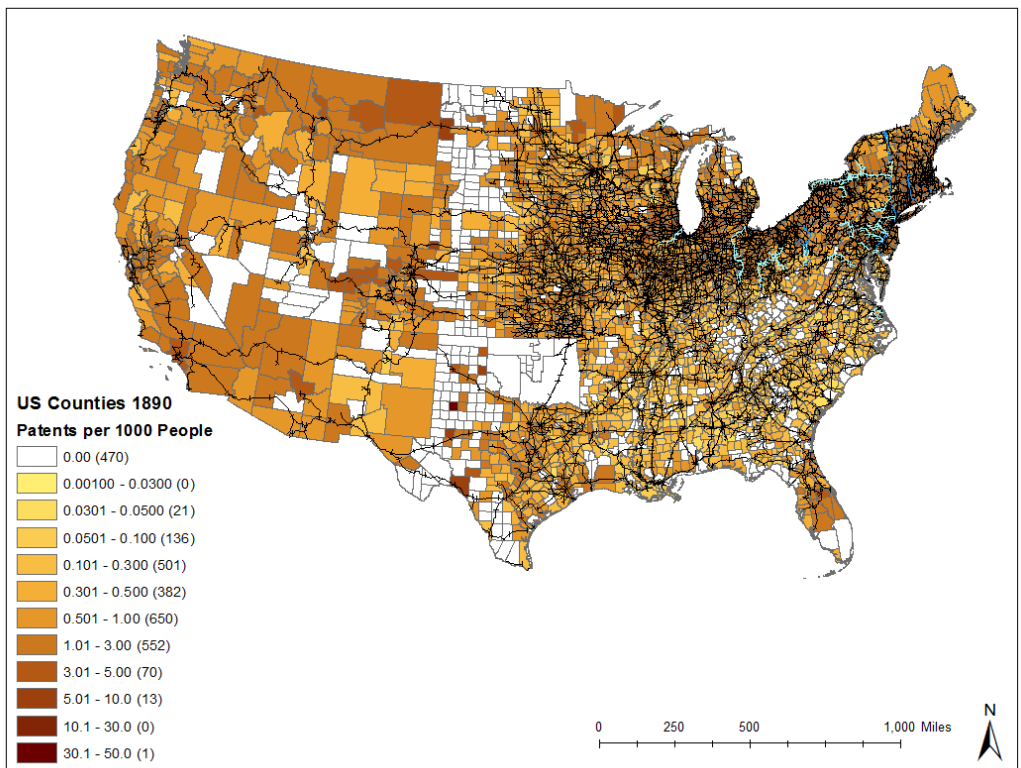 US Counties 1890
Patents per 1000 People
0.00 (470)
0.00100 - 0.0300 (0)
0.0301 - 0.0500 (21)
0.0501 - 0.100 (136)
0.101 - 0.300 (501)
0.301 - 0.500 (382)
0.501 - 1.00 (650)
1.01 - 3.00 (552)
3.01 - 5.00 (70)
5.01 - 10.0 (13)
10.1 - 30.0 (0)
30.1 - 50.0 (1)
0 250 500 1,000 Miles
N